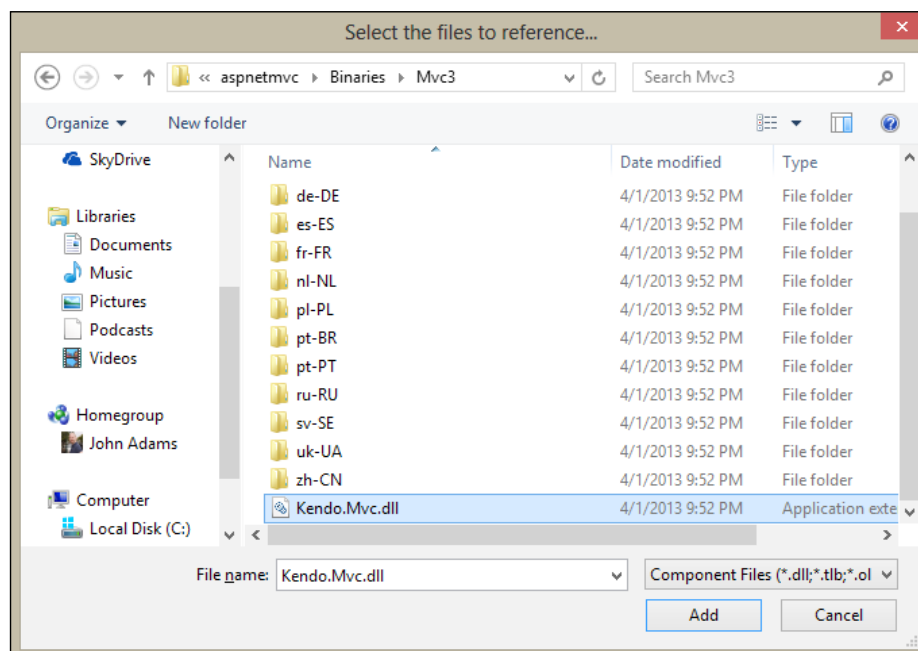 Select the files to reference...
« aspnetmvc Binaries Mvc3
Search Mvc3
Organize New folder
SkyDrive
Libraries
Documents
Music
Pictures
Podcasts
Videos
Homegroup
John Adams
Computer
Local Disk (C:)
Name Date modified Type
de-DE 4/1/2013 9:52 PM File folder
es-ES 4/1/2013 9:52 PM File folder
fr-FR 4/1/2013 9:52 PM File folder
nl-NL 4/1/2013 9:52 PM File folder
pl-PL 4/1/2013 9:52 PM File folder
pt-BR 4/1/2013 9:52 PM File folder
pt-PT 4/1/2013 9:52 PM File folder
ru-RU 4/1/2013 9:52 PM File folder
sv-SE 4/1/2013 9:52 PM File folder
uk-UA 4/1/2013 9:52 PM File folder
zh-CN 4/1/2013 9:52 PM File folder
Kendo.Mvc.dll 4/1/2013 9:52 PM Application exte
File name: Kendo.Mvc.dll Component Files (*.dll;*.tlb;*.ol
Add Cancel